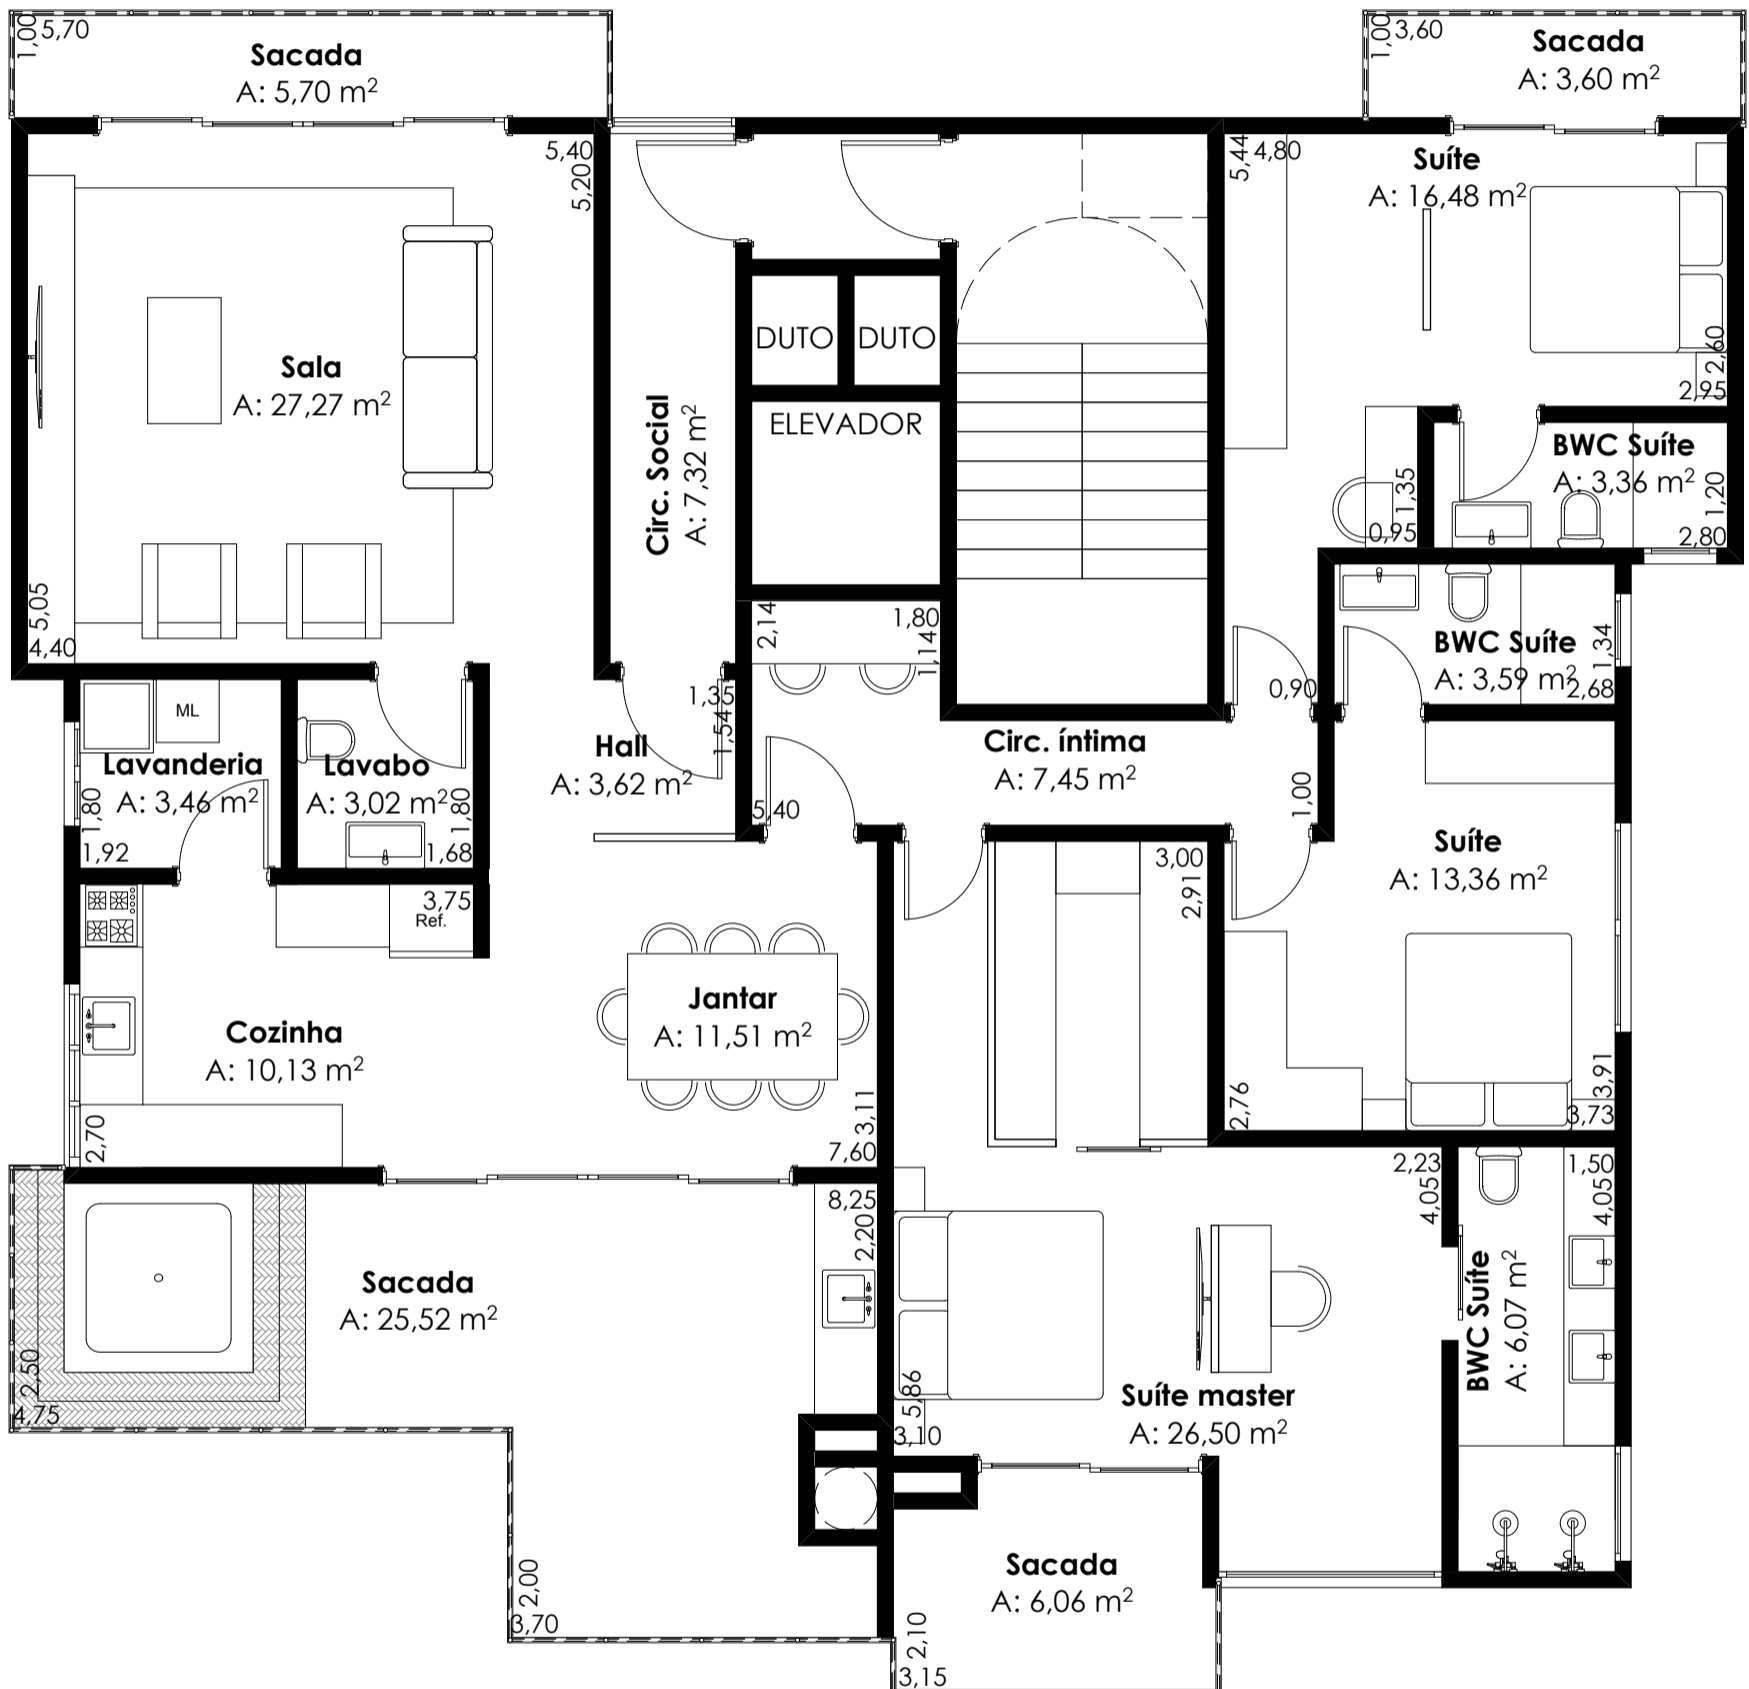 1,00
5,70
Sacada
A: 5,70 m²
1,00
3,60
Sacada
A: 3,60 m²
5,40
5,20
Sala
A: 27,27 m²
5,05
4,40
Circ. Social
A: 7,32 m²
DUTO
DUTO
ELEVADOR
5,44
4,80
Suíte
A: 16,48 m²
2,60
2,95
BWC Suíte
A: 3,36 m²
1,20
2,80
1,35
0,95
BWC Suíte
A: 3,59 m²
1,34
2,68
2,14
1,80
1,14
0,90
1,35
1,54
Hall
A: 3,62 m²
ML
Lavanderia
A: 3,46 m²
1,80
1,92
Lavabo
A: 3,02 m²
1,80
1,68
Circ. íntima
A: 7,45 m²
5,40
1,00
Suíte
A: 13,36 m²
3,00
2,91
3,75
Ref.
Jantar
A: 11,51 m²
Cozinha
A: 10,13 m²
2,70
3,11
7,60
2,76
3,91
3,73
8,25
2,20
Sacada
A: 25,52 m²
2,50
4,75
2,23
4,05
1,50
4,05
BWC Suíte
A: 6,07 m²
Suíte master
A: 26,50 m²
5,86
3,10
2,00
3,70
Sacada
A: 6,06 m²
2,10
3,15